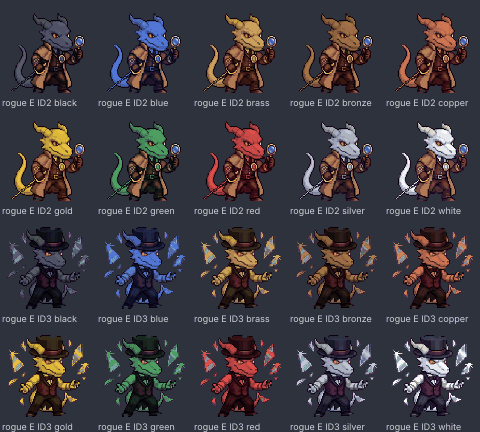 rogue E ID2 black
rogue E ID2 blue
rogue E ID2 brass
rogue E ID2 bronze
rogue E ID2 copper
rogue E ID2 gold
rogue E ID2 green
rogue E ID2 red
rogue E ID2 silver
rogue E ID2 white
rogue E ID3 black
rogue E ID3 blue
rogue E ID3 brass
rogue E ID3 bronze
rogue E ID3 copper
rogue E ID3 gold
rogue E ID3 green
rogue E ID3 red
rogue E ID3 silver
rogue E ID3 white